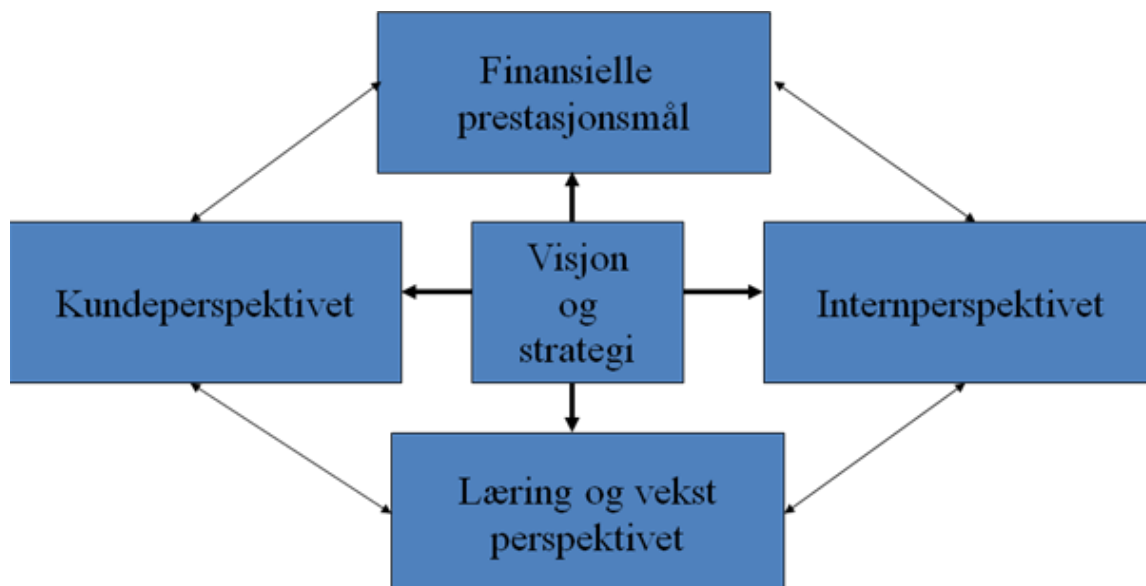 Finansielle
prestasjonsmål
Kundeperspektivet
Visjon
og
strategi
Internperspektivet
Læring og vekst
perspektivet